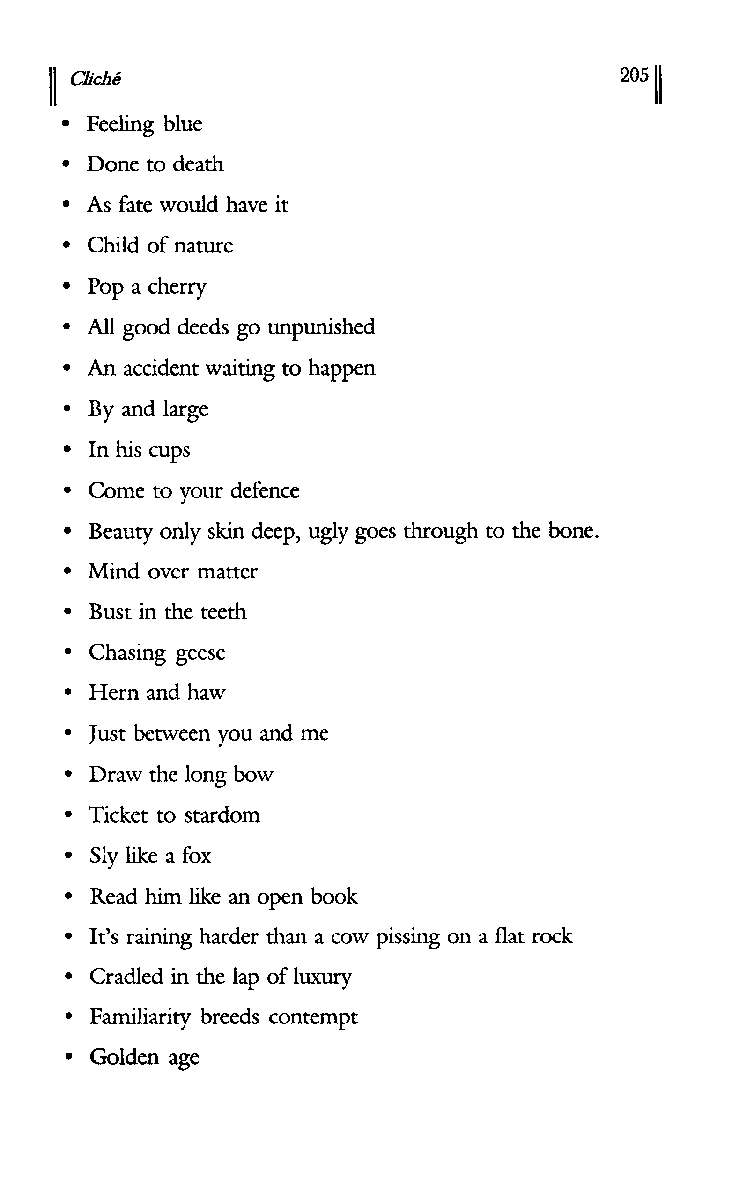 Cliché 205
• Feeling blue
• Done to death
• As fate would have it
• Child of nature
• Pop a cherry
• All good deeds go unpunished
• An accident waiting to happen
• By and large
• In his cups
• Come to your defence
• Beauty only skin deep, ugly goes through to the bone.
• Mind over matter
• Bust in the teeth
• Chasing geese
• Hern and haw
• Just between you and me
• Draw the long bow
• Ticket to stardom
• Sly like a fox
• Read him like an open book
• It's raining harder than a cow pissing on a flat rock
• Cradled in the lap of luxury
• Familiarity breeds contempt
• Golden age